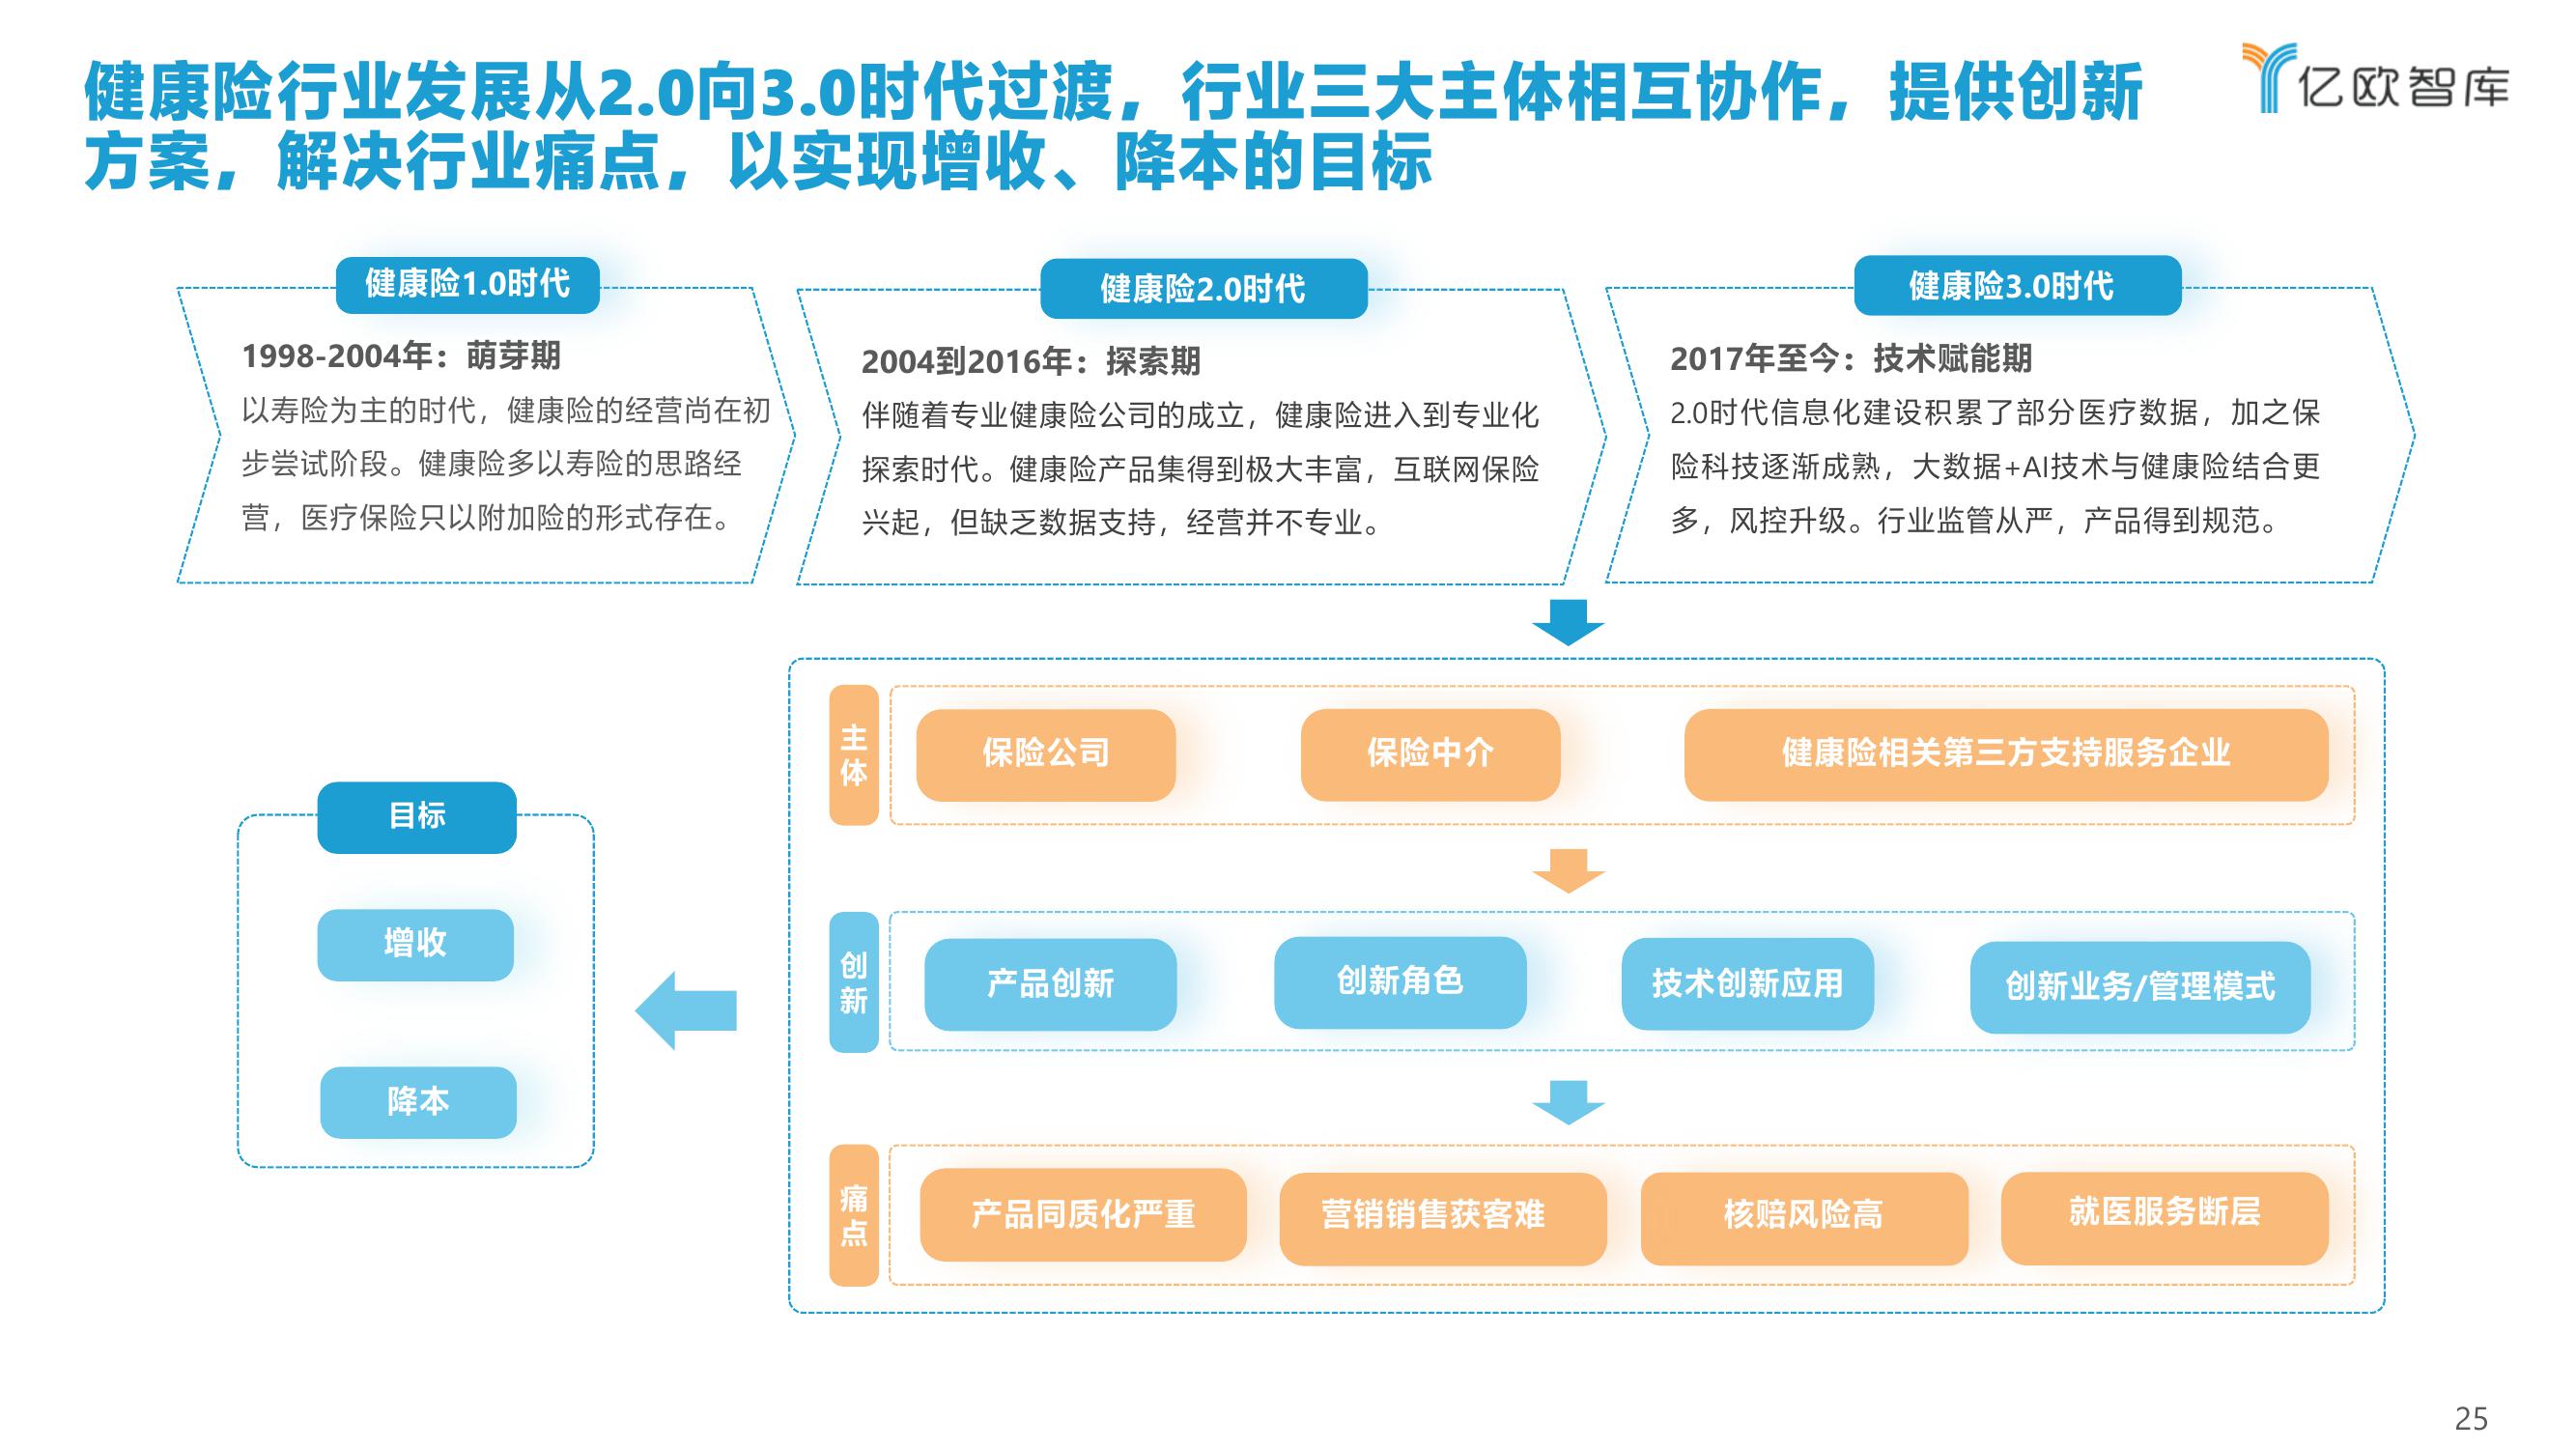 健康险行业发展从2.0向3.0时代过渡，行业三大主体相互协作，提供创新
方案，解决行业痛点，以实现增收、降本的目标
亿欧智库
健康险1.0时代
1998-2004年：萌芽期
以寿险为主的时代，健康险的经营尚在初
步尝试阶段。健康险多以寿险的思路经
营，医疗保险只以附加险的形式存在。
健康险2.0时代
2004到2016年：探索期
伴随着专业健康险公司的成立，健康险进入到专业化
探索时代。健康险产品集得到极大丰富，互联网保险
兴起，但缺乏数据支持，经营并不专业。
健康险3.0时代
2017年至今：技术赋能期
2.0时代信息化建设积累了部分医疗数据，加之保
险科技逐渐成熟，大数据+AI技术与健康险结合更
多，风控升级。行业监管从严，产品得到规范。
主体
保险公司
保险中介
健康险相关第三方支持服务企业
创新
产品创新
创新角色
技术创新应用
创新业务/管理模式
痛点
产品同质化严重
营销销售获客难
核赔风险高
就医服务断层
目标
增收
降本
25